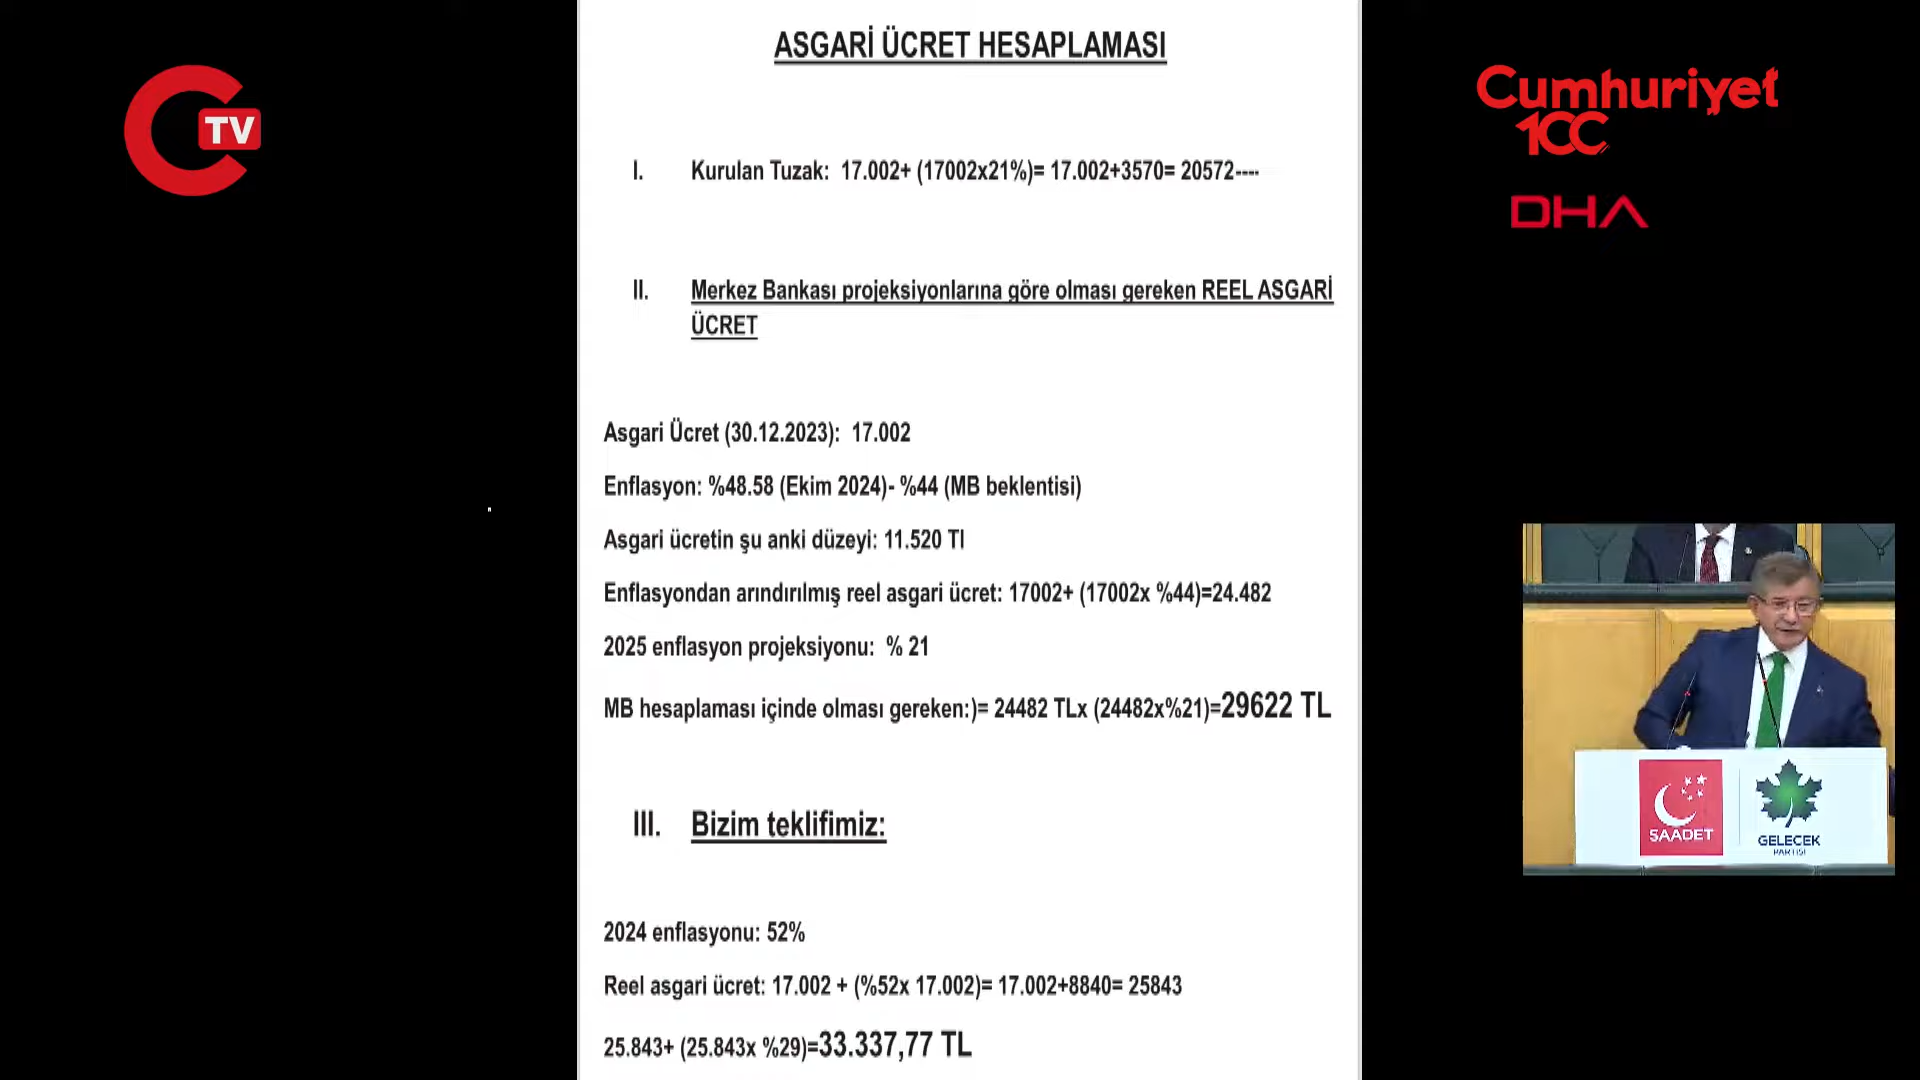 ASGARİ ÜCRET HESAPLAMASI
TV
Cumhuriyet
100
DHA
I. Kurulan Tuzak: 17.002+ (17002x21%)= 17.002+3570= 20572----
II. Merkez Bankası projeksiyonlarına göre olması gereken REEL ASGARİ
ÜCRET
Asgari Ücret (30.12.2023): 17.002
Enflasyon: %48.58 (Ekim 2024)- %44 (MB beklentisi)
Asgari ücretin şu anki düzeyi: 11.520 Tl
Enflasyondan arındırılmış reel asgari ücret: 17002+ (17002x %44)=24.482
2025 enflasyon projeksiyonu: % 21
MB hesaplaması içinde olması gereken:)= 24482 TLx (24482x%21)=29622 TL
III. Bizim teklifimiz:
2024 enflasyonu: 52%
Reel asgari ücret: 17.002 + (%52x 17.002)= 17.002+8840= 25843
25.843+ (25.843x %29)=33.337,77 TL
SAADET
GELECEK
PARTİSİ